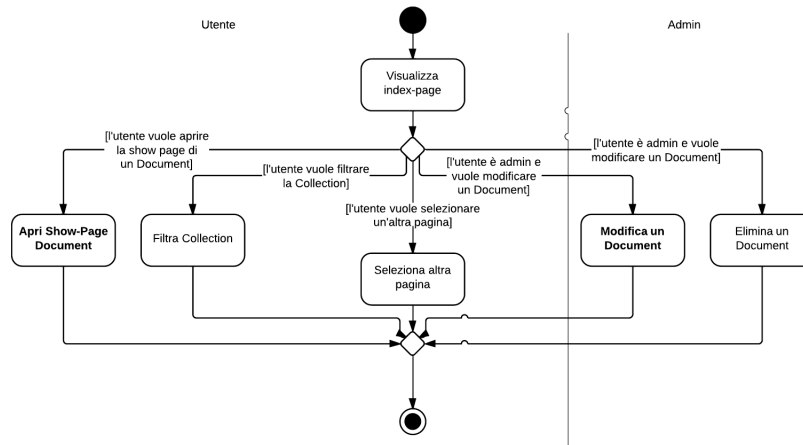 Utente
Admin
Visualizza
index-page
[l'utente vuole aprire
la show page di
un Document]
[l'utente vuole filtrare
la Collection]
[l'utente è admin e
vuole modificare
un Document]
[l'utente è admin e vuole
modificare un Document]
[l'utente vuole selezionare
un'altra pagina]
Apri Show-Page
Document
Filtra Collection
Seleziona altra
pagina
Modifica un
Document
Elimina un
Document